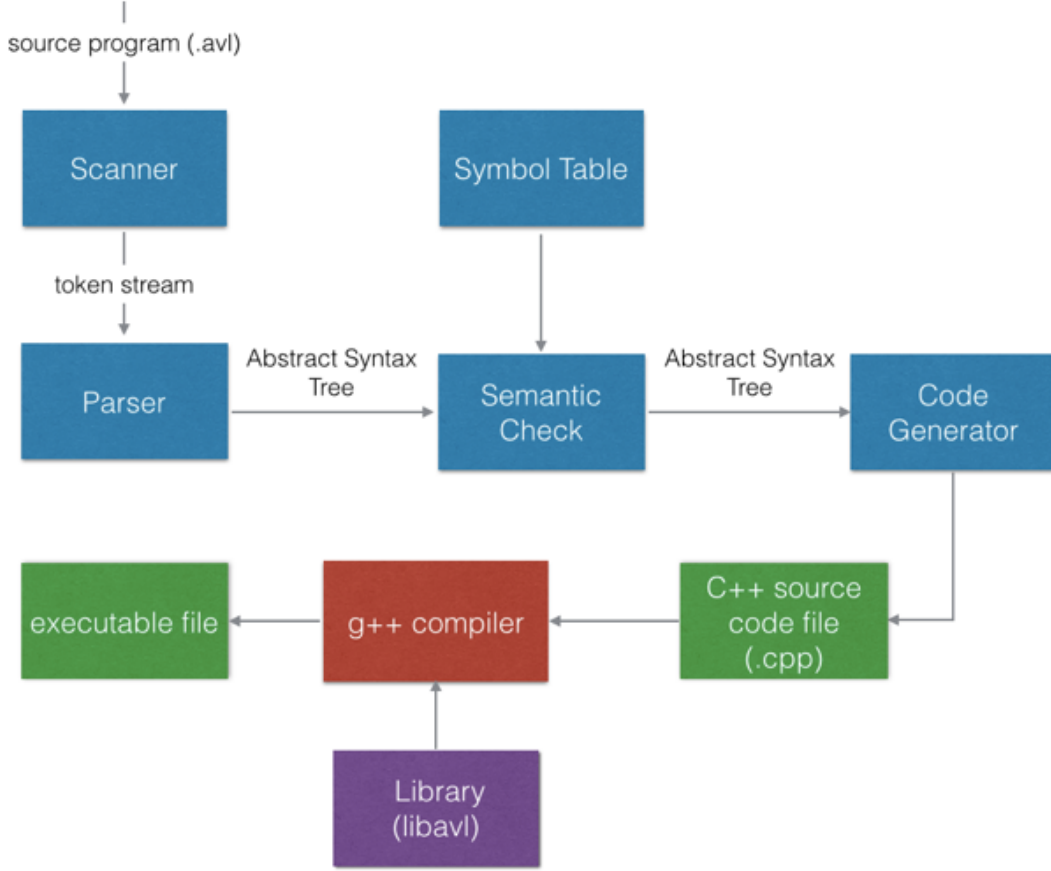 source program (.avl)
Scanner
Symbol Table
token stream
Parser
Abstract Syntax
Tree
Semantic
Check
Abstract Syntax
Tree
Code
Generator
executable file
g++ compiler
C++ source
code file
(.cpp)
Library
(libavl)